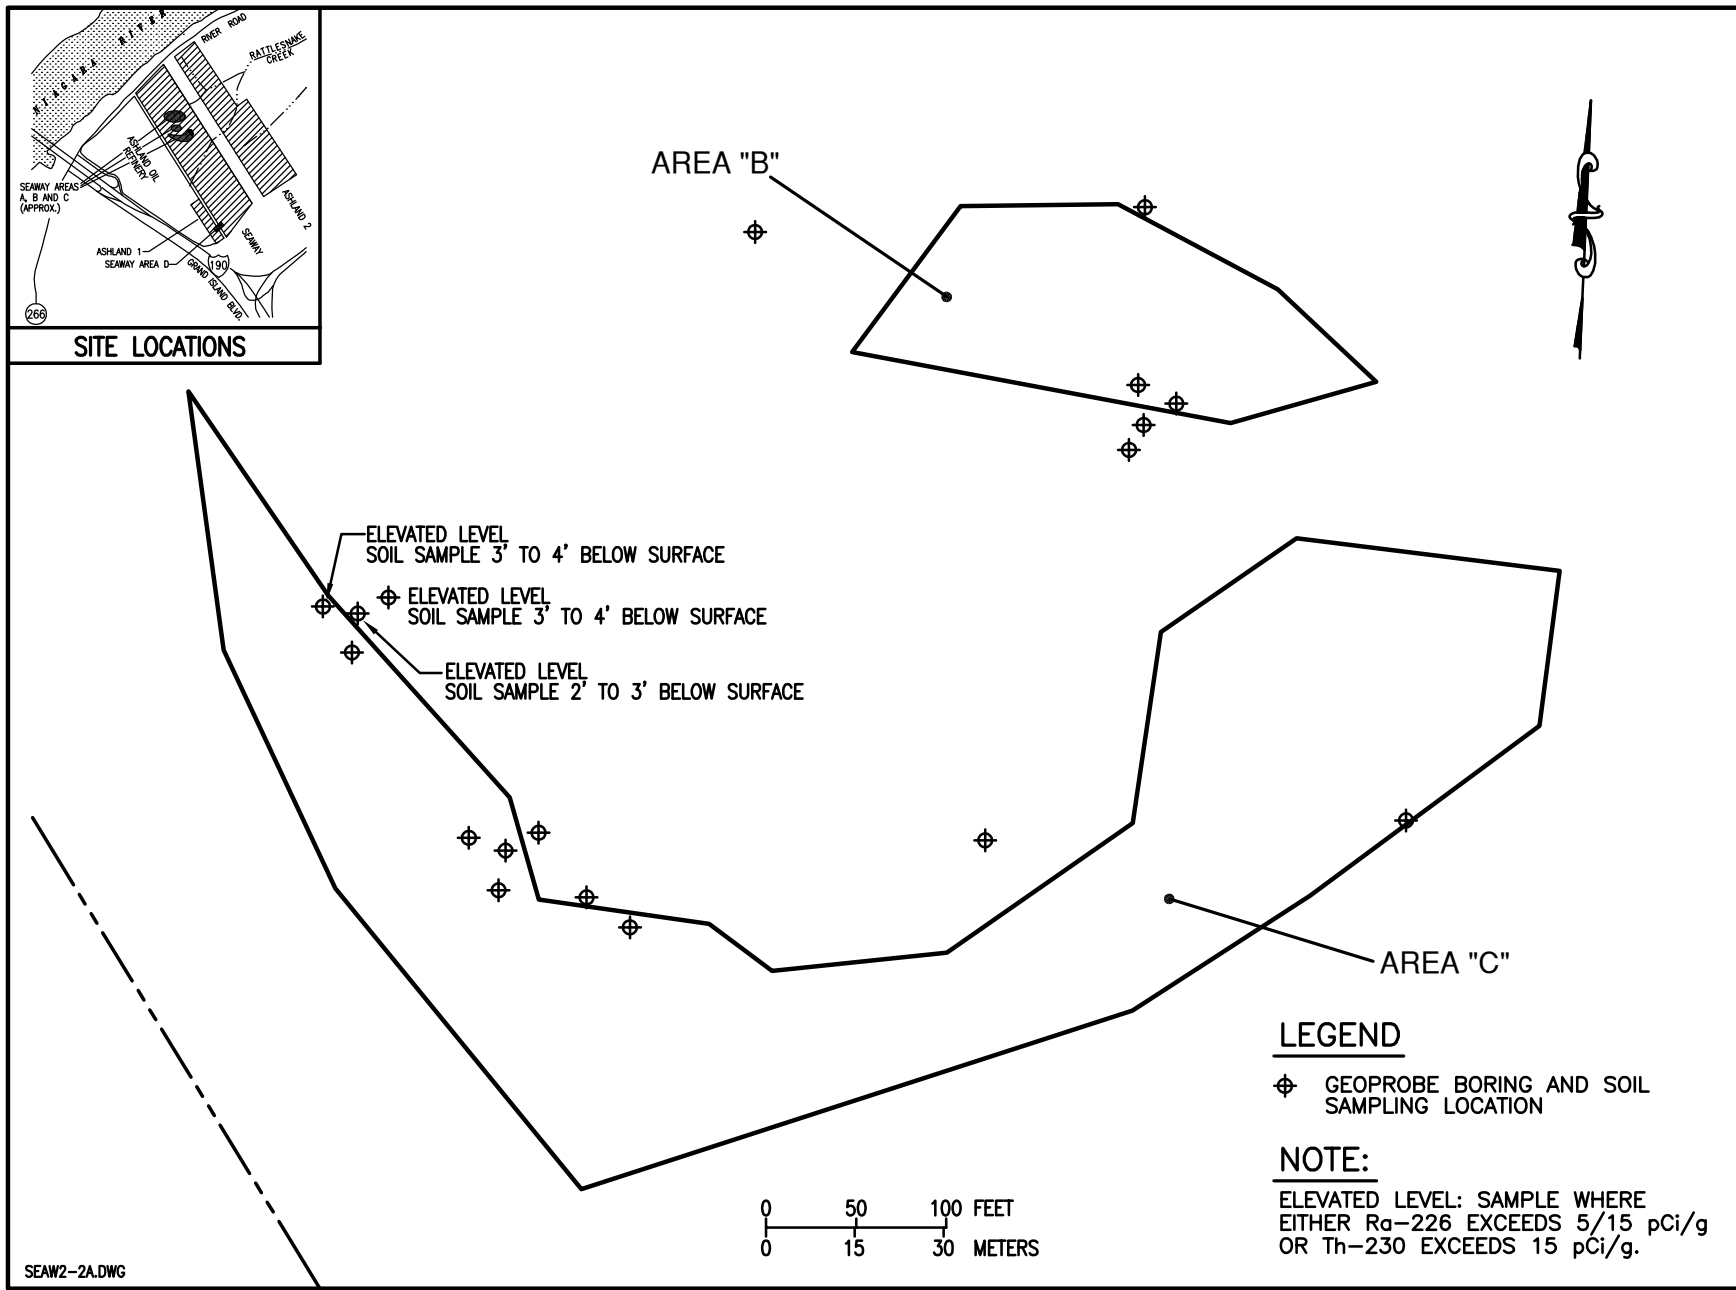 NIAGARA RIVER
RIVER ROAD
RATTLESNAKE
CREEK
ASHLAND OIL
REFINERY
SEAWAY AREAS
A, B AND C
(APPROX.)
ASHLAND 2
SEAWAY
ASHLAND 1
SEAWAY AREA D
190
GRAND ISLAND BLVD.
266
SITE LOCATIONS
AREA "B"
ELEVATED LEVEL
SOIL SAMPLE 3' TO 4' BELOW SURFACE
ELEVATED LEVEL
SOIL SAMPLE 3' TO 4' BELOW SURFACE
ELEVATED LEVEL
SOIL SAMPLE 2' TO 3' BELOW SURFACE
AREA "C"
LEGEND
GEOPROBE BORING AND SOIL
SAMPLING LOCATION
NOTE:
ELEVATED LEVEL: SAMPLE WHERE
EITHER Ra-226 EXCEEDS 5/15 pCi/g
OR Th-230 EXCEEDS 15 pCi/g.
0 50 100 FEET
0 15 30 METERS
SEAW2-2A.DWG